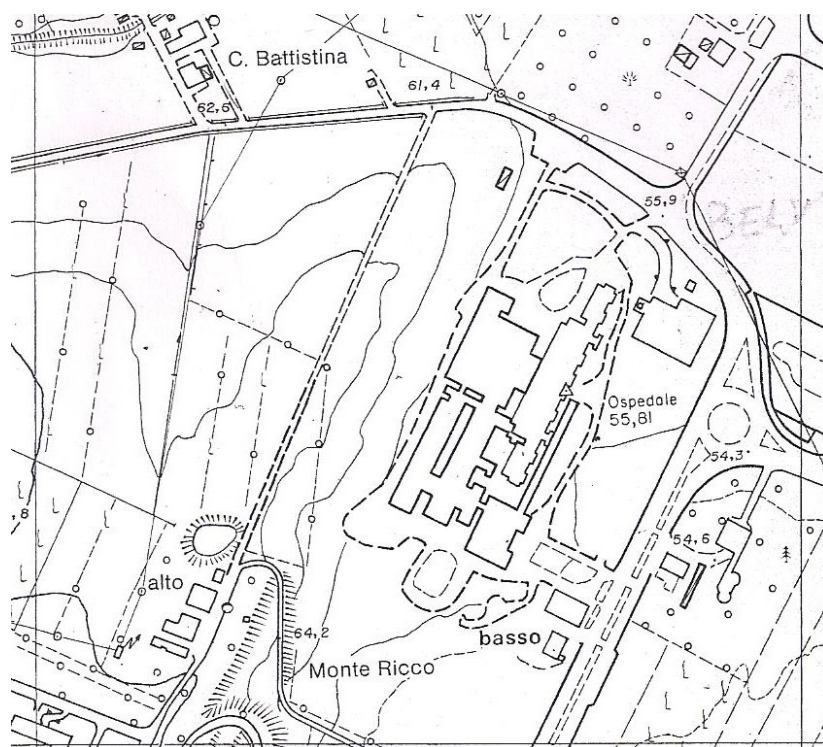 C. Battistina
61,4
62,6
55,9
Ospedale
55,81
54,3
,8
54,6
alto
64,2
basso
Monte Ricco